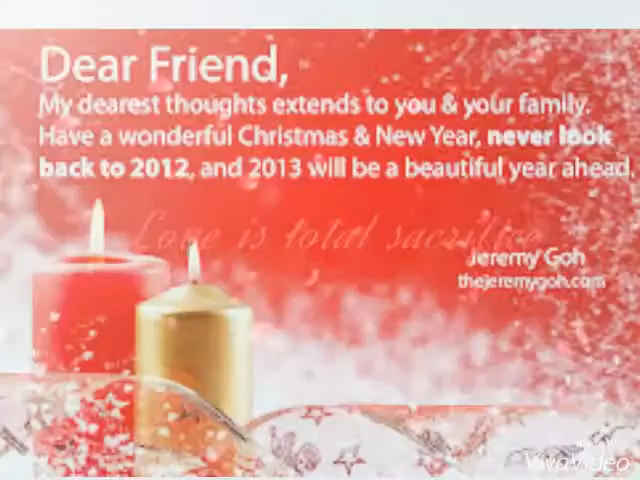 Dear Friend,
My dearest thoughts extends to you & your family.
Have a wonderful Christmas & New Year, never look
back to 2012, and 2013 will be a beautiful year ahead.
Love is total sacrifice
Jeremy Goh
thejeremygoh.com
VivaVideo